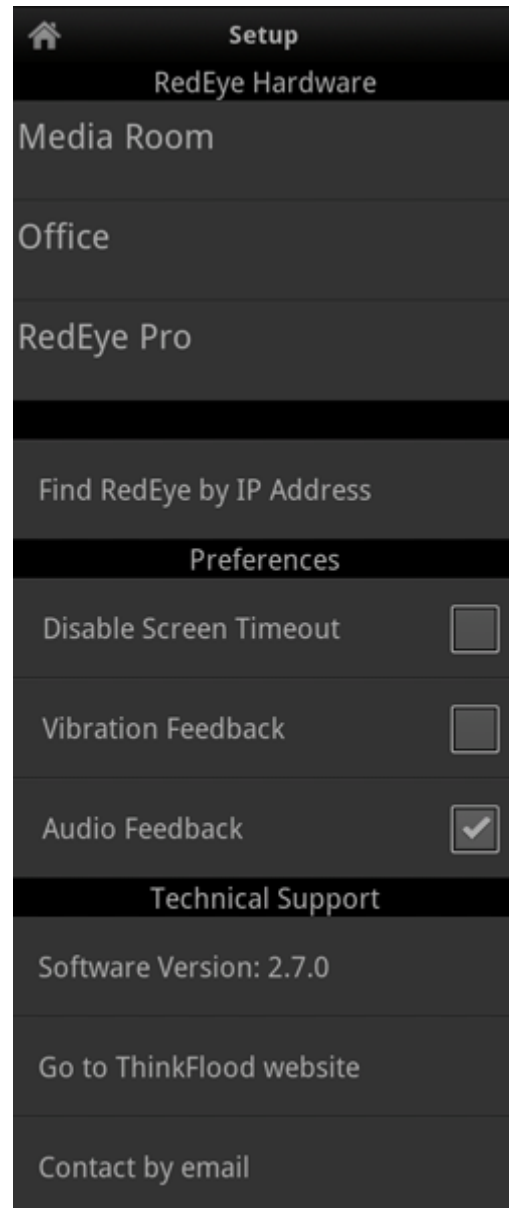 Setup
RedEye Hardware
Media Room
Office
RedEye Pro
Find RedEye by IP Address
Preferences
Disable Screen Timeout
Vibration Feedback
Audio Feedback
Technical Support
Software Version: 2.7.0
Go to ThinkFlood website
Contact by email